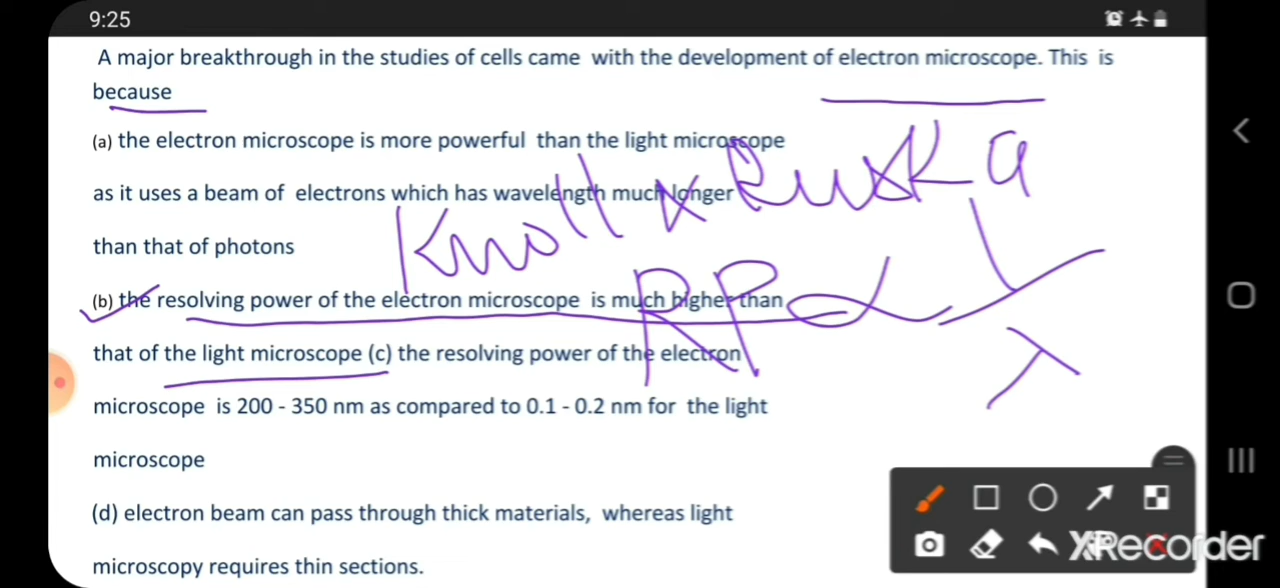 9:25
A major breakthrough in the studies of cells came with the development of electron microscope. This is
because
(a) the electron microscope is more powerful than the light microscope
as it uses a beam of electrons which has wavelength much longer
than that of photons
Knoll & Ruska
(b) the resolving power of the electron microscope is much higher than
RP ∝ 1/λ
that of the light microscope (c) the resolving power of the electron
microscope is 200 - 350 nm as compared to 0.1 - 0.2 nm for the light
microscope
(d) electron beam can pass through thick materials, whereas light
microscopy requires thin sections.
XRecorder